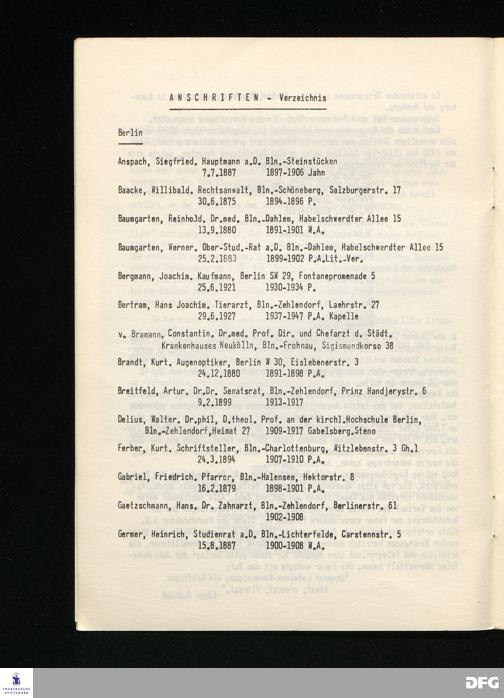 ANSCHRIFTEN - Verzeichnis
Berlin
Anspach, Siegfried. Hauptmann a.D. Bln.-Steinstücken
7.7.1887 1897-1906 Jahn
Baacke, Willibald. Rechtsanwalt, Bln.-Schöneberg, Salzburgerstr. 17
30.6.1875 1894-1896 P.
Baumgarten, Reinhold. Dr.med. Bln.-Dahlem, Habelschwerdter Allee 15
13.9.1880 1891-1901 W.A.
Baumgarten, Werner. Ober-Stud.-Rat a.D. Bln.-Dahlem, Habelschwerdter Allee 15
25.2.1883 1899-1902 P.A.Lit.-Ver.
Bergmann, Joachim. Kaufmann, Berlin SW 29, Fontanepromenade 5
25.6.1921 1930-1934 P.
Bertram, Hans Joachim. Tierarzt, Bln.-Zehlendorf, Laehrstr. 27
29.6.1927 1937-1947 P.A. Kapelle
v. Bramann, Constantin. Dr.med. Prof. Dir. und Chefarzt d. Städt.
Krankenhauses Neukölln, Bln.-Frohnau, Sigismundkorso 38
Brandt, Kurt. Augenoptiker, Berlin W 30, Eislebenerstr. 3
24.12.1880 1891-1898 P.A.
Breitfeld, Artur. Dr.Dr. Senatsrat, Bln.-Zehlendorf, Prinz Handjerystr. 6
9.2.1899 1913-1917
Delius, Walter. Dr.phil, D.theol. Prof. an der kirchl.Hochschule Berlin,
Bln.-Zehlendorf,Heimat 27 1909-1917 Gabelsberg.Steno
Ferber, Kurt. Schriftsteller, Bln.-Charlottenburg, Witzlebenstr. 3 Gh.l
24.3.1894 1907-1910 P.A.
Gabriel, Friedrich. Pfarrer, Bln.-Halensee, Hektorstr. 8
16.2.1879 1898-1901 P.A.
Gaetzschmann, Hans. Dr. Zahnarzt, Bln.-Zehlendorf, Berlinerstr. 61
1902-1908
Germer, Heinrich, Studienrat a.D. Bln.-Lichterfelde, Carstennstr. 5
15.8.1887 1900-1908 W.A.
FRANCKESCHE
STIFTUNGEN
DFG